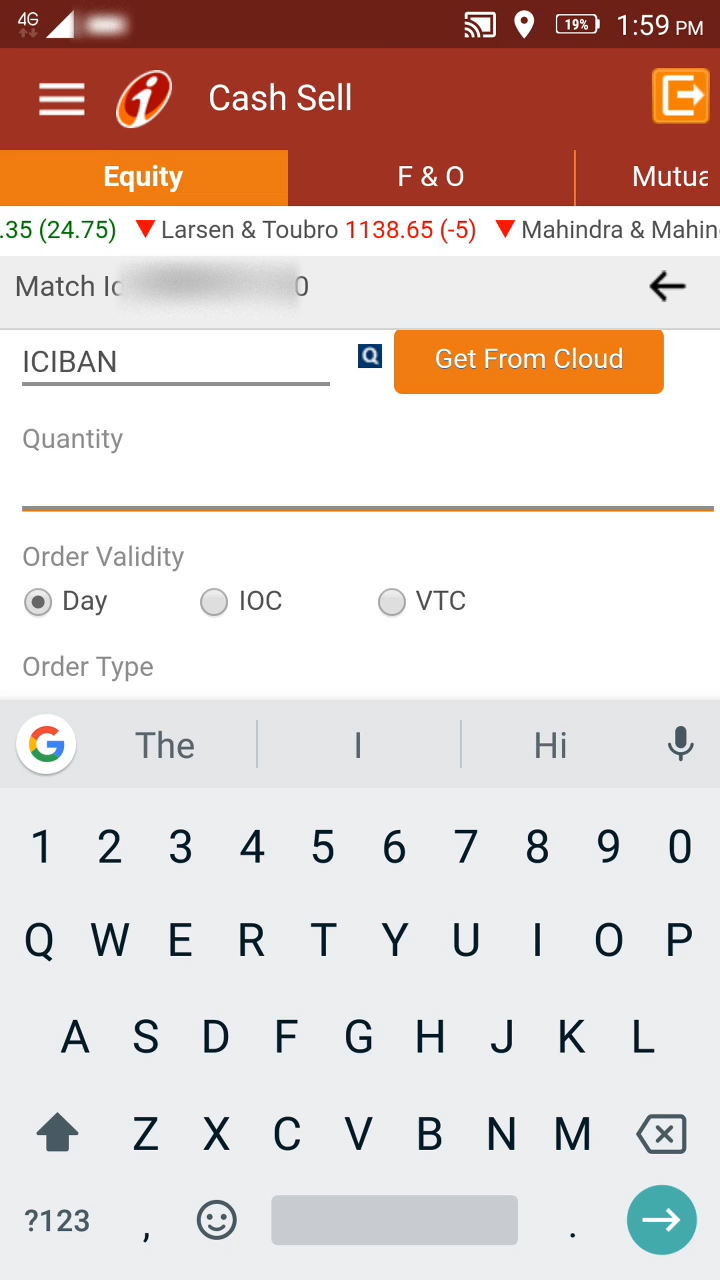 4G 19% 1:59 PM
i Cash Sell
Equity F & O Mutua
.35 (24.75) ▼ Larsen & Toubro 1138.65 (-5) ▼ Mahindra & Mahin
Match 0
ICIBAN Q Get From Cloud
Quantity
Order Validity
Day IOC VTC
Order Type
G The I Hi
1 2 3 4 5 6 7 8 9 0
Q W E R T Y U I O P
A S D F G H J K L
Z X C V B N M
?123 , .